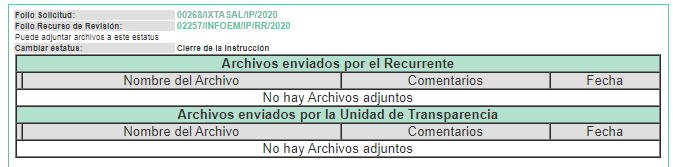 Folio Solicitud: 00268/IXTASAL/IP/2020
Folio Recurso de Revisión: 02257/INFOEM/IP/RR/2020
Puede adjuntar archivos a este estatus
Cambiar estatus: Cierre de la Instrucción
Archivos enviados por el Recurrente
Nombre del Archivo Comentarios Fecha
No hay Archivos adjuntos
Archivos enviados por la Unidad de Transparencia
Nombre del Archivo Comentarios Fecha
No hay Archivos adjuntos